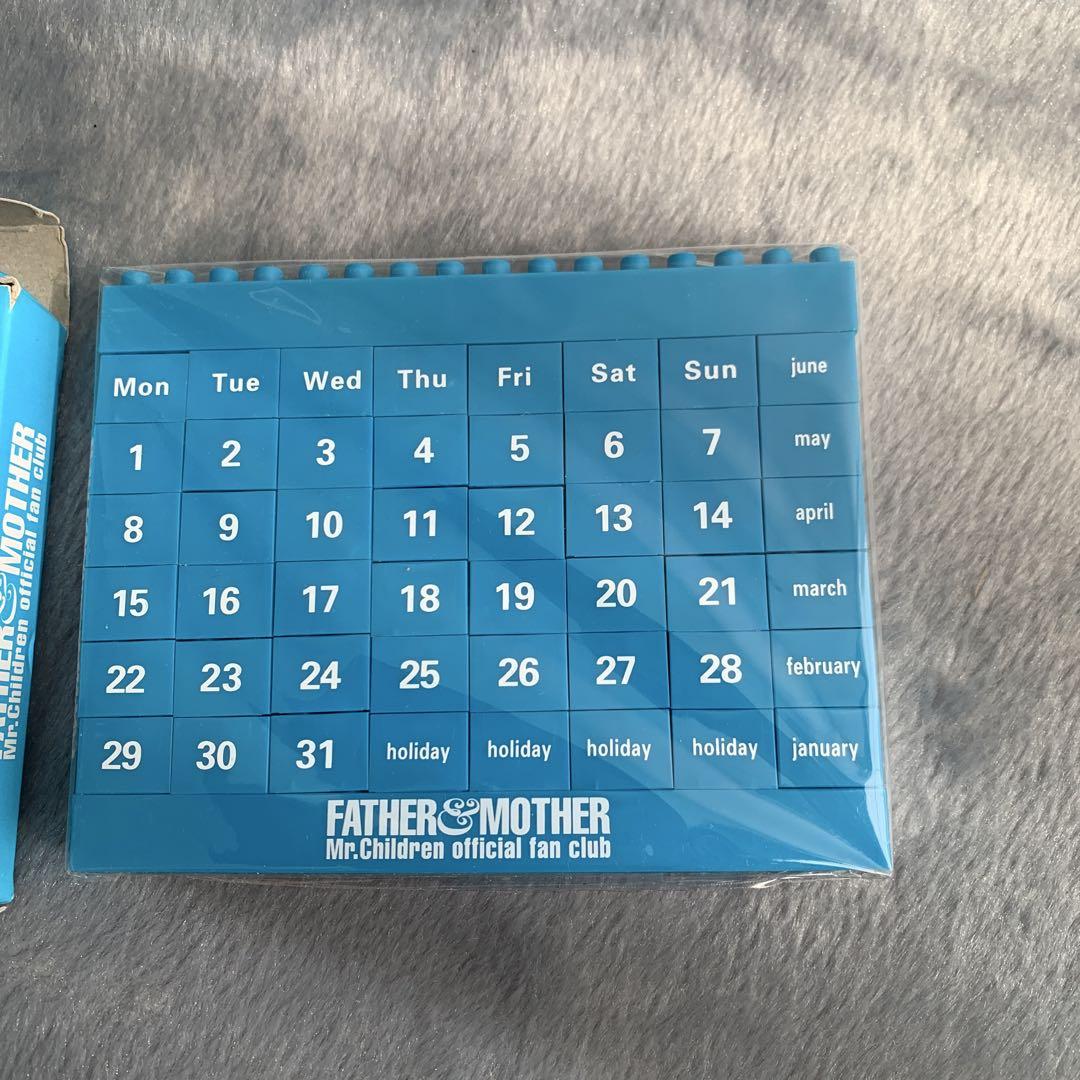 Mon Tue Wed Thu Fri Sat Sun june
1 2 3 4 5 6 7 may
8 9 10 11 12 13 14 april
15 16 17 18 19 20 21 march
22 23 24 25 26 27 28 february
29 30 31 holiday holiday holiday holiday january
FATHER&MOTHER
Mr.Children official fan club
FATHER&MOTHER
Mr.Children official fan club